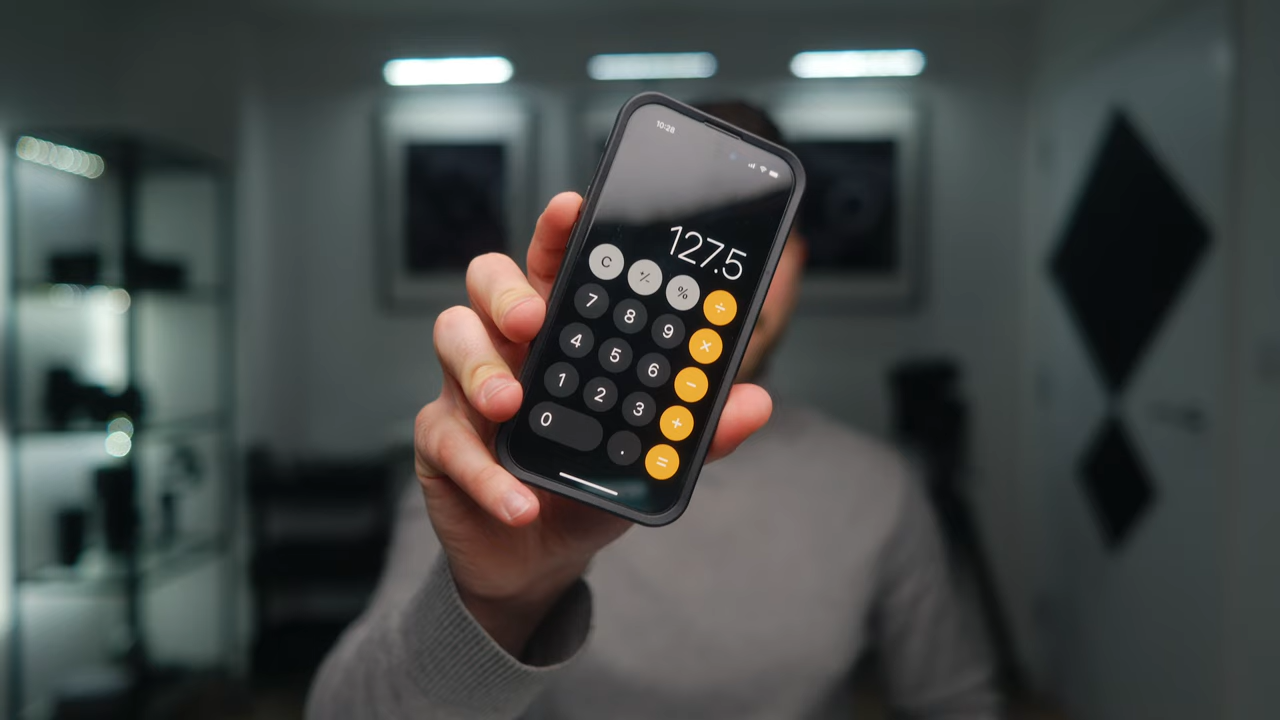 10:28
127.5
C +/- % ÷
7 8 9 ×
4 5 6 −
1 2 3 +
0 . =